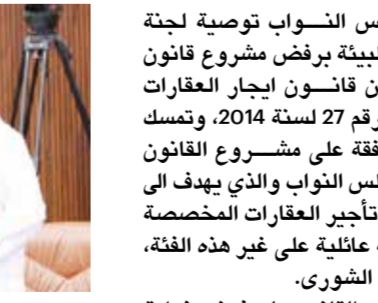 س النـــواب توصية لجنة
لبيئة برفض مشروع قانون
ن قانـــون ايجار العقارات
رقم 27 لسنة 2014، وتمسك
فقة على مشـــروع القانون
لس النواب والذي يهدف الى
تأجير العقارات المخصصة
ة عائلية على غير هذه الفئة،
الشورى.